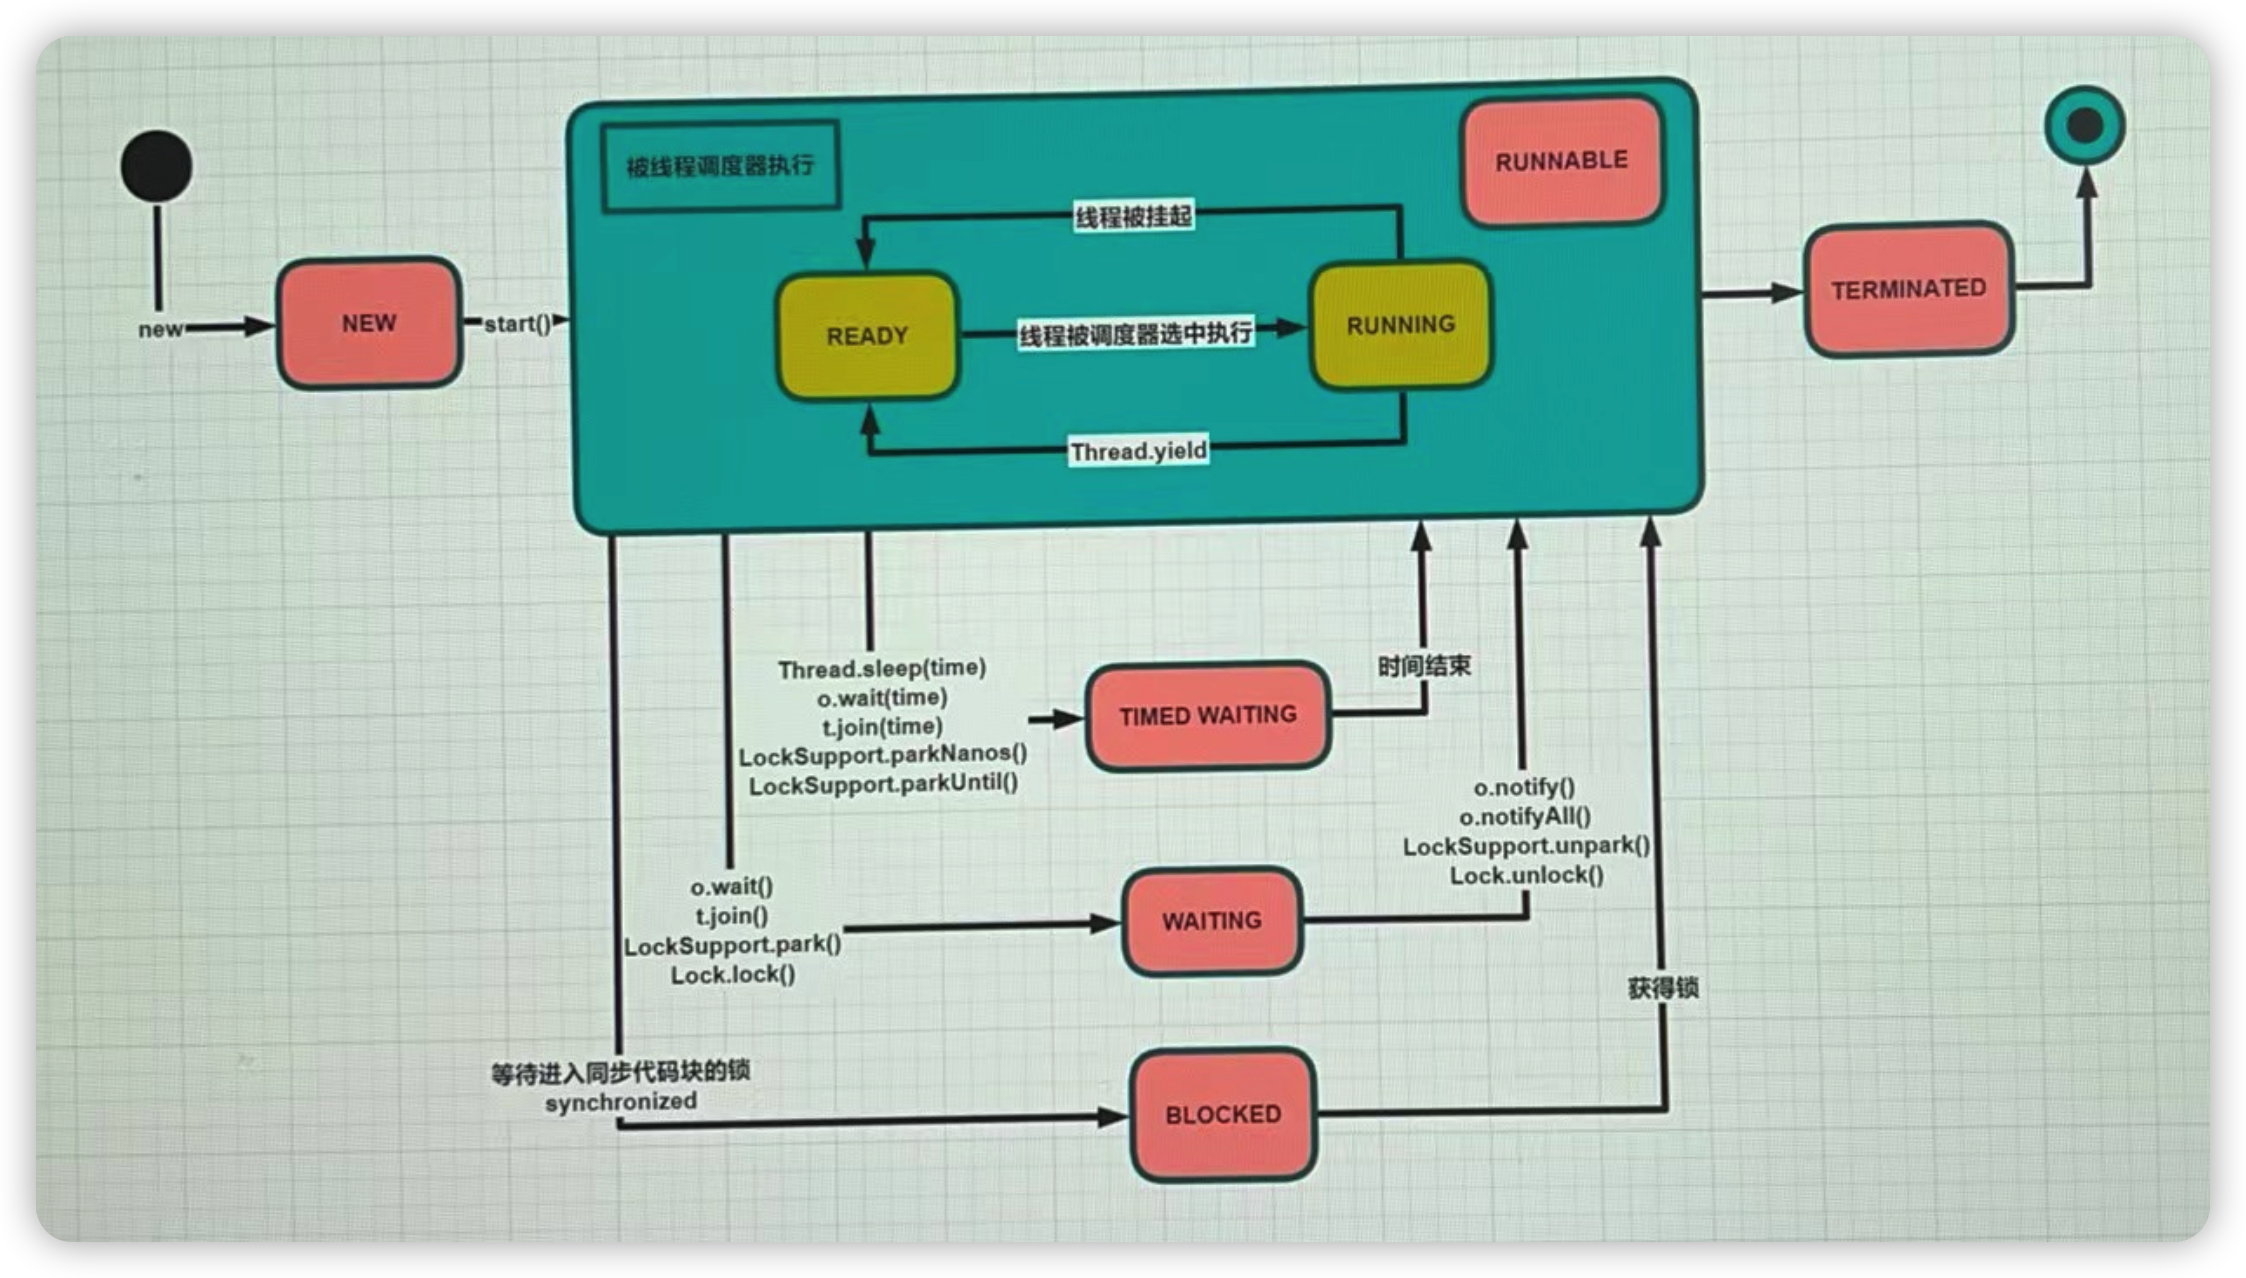 被线程调度器执行
RUNNABLE
线程被挂起
new
NEW
start()
READY
线程被调度器选中执行
RUNNING
TERMINATED
Thread.yield
Thread.sleep(time)
o.wait(time)
t.join(time)
LockSupport.parkNanos()
LockSupport.parkUntil()
TIMED WAITING
时间结束
o.notify()
o.notifyAll()
LockSupport.unpark()
Lock.unlock()
o.wait()
t.join()
LockSupport.park()
Lock.lock()
WAITING
获得锁
等待进入同步代码块的锁
synchronized
BLOCKED